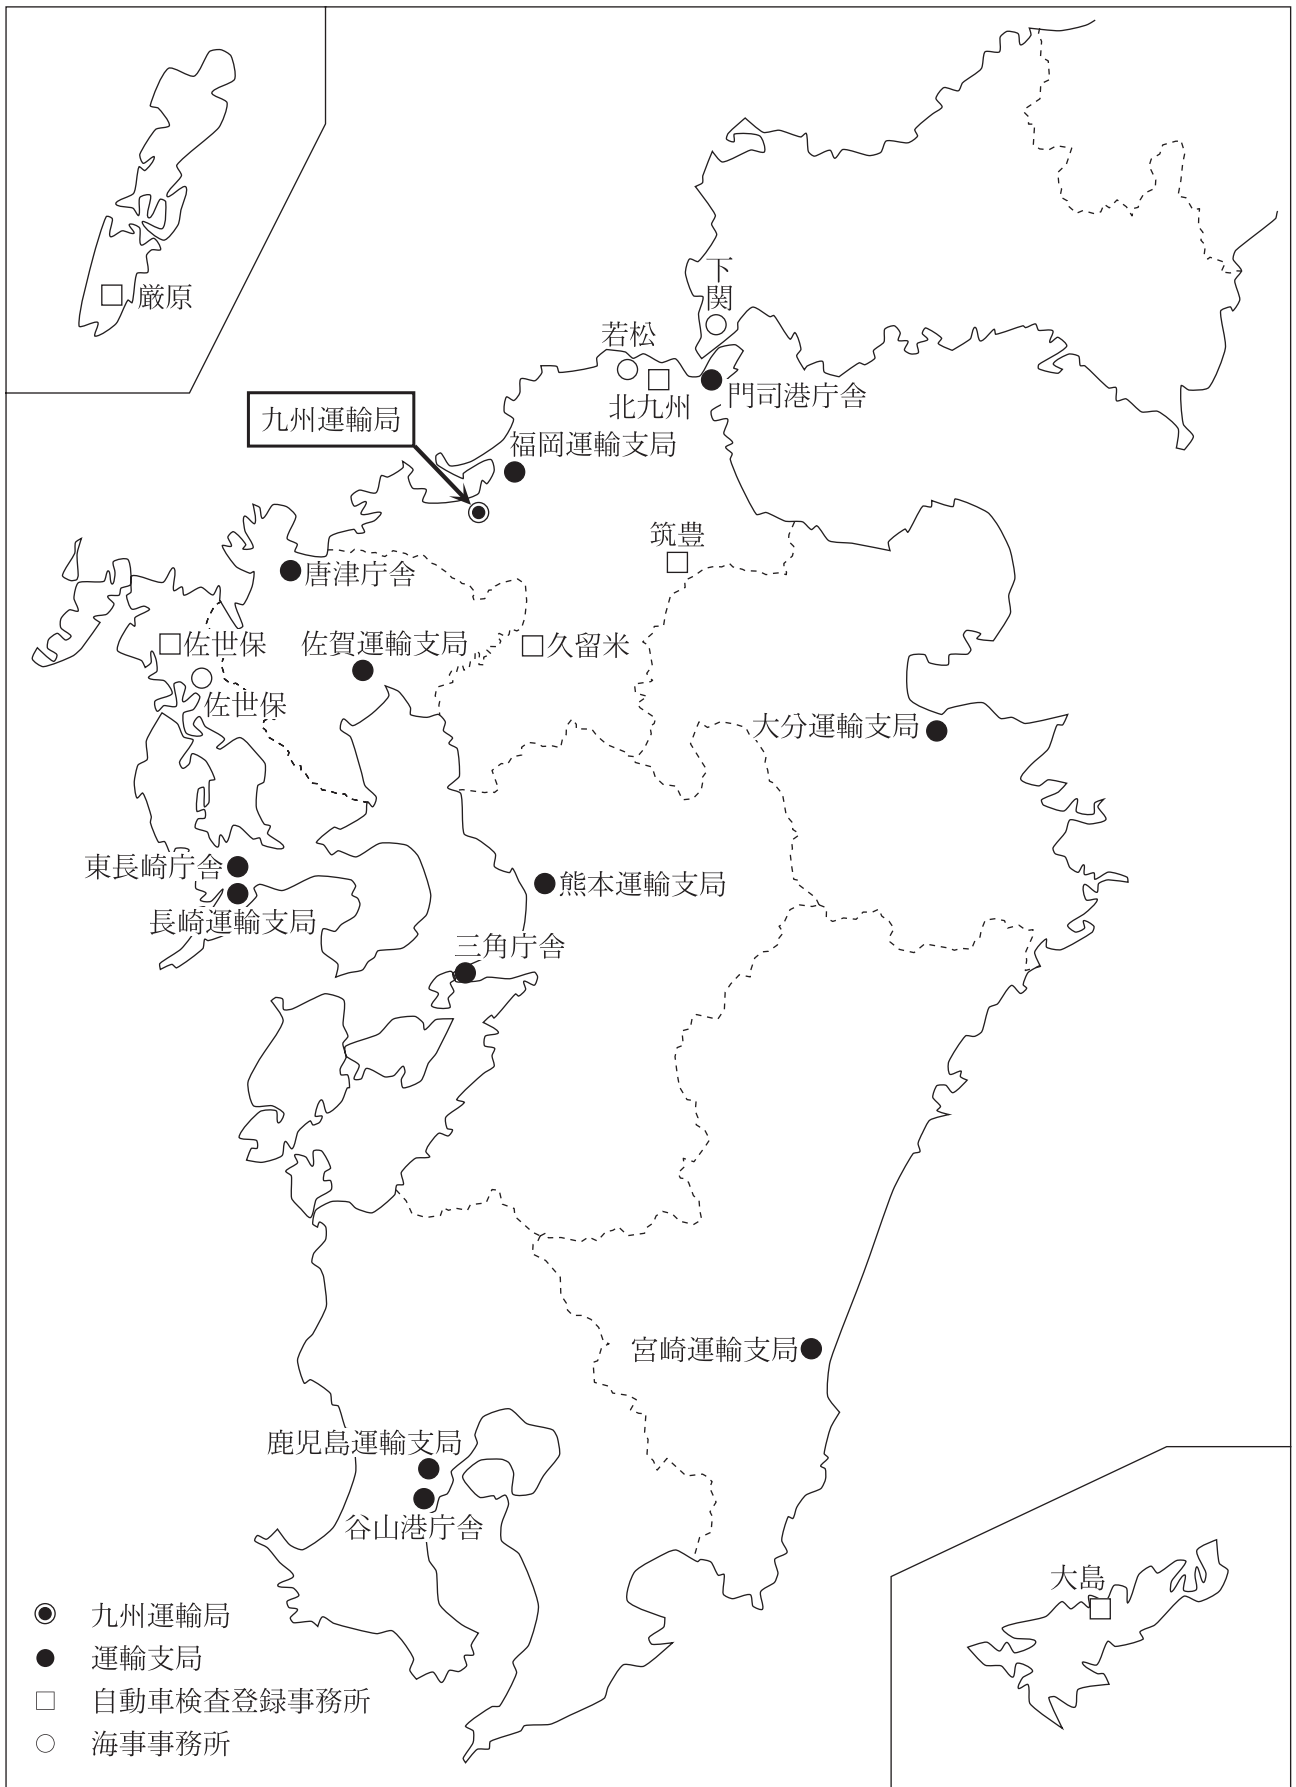 厳原
下関
若松
北九州
門司港庁舎
九州運輸局
福岡運輸支局
筑豊
唐津庁舎
佐世保
佐賀運輸支局
久留米
佐世保
大分運輸支局
東長崎庁舎
長崎運輸支局
熊本運輸支局
三角庁舎
宮崎運輸支局
鹿児島運輸支局
谷山港庁舎
大島
九州運輸局
運輸支局
自動車検査登録事務所
海事事務所